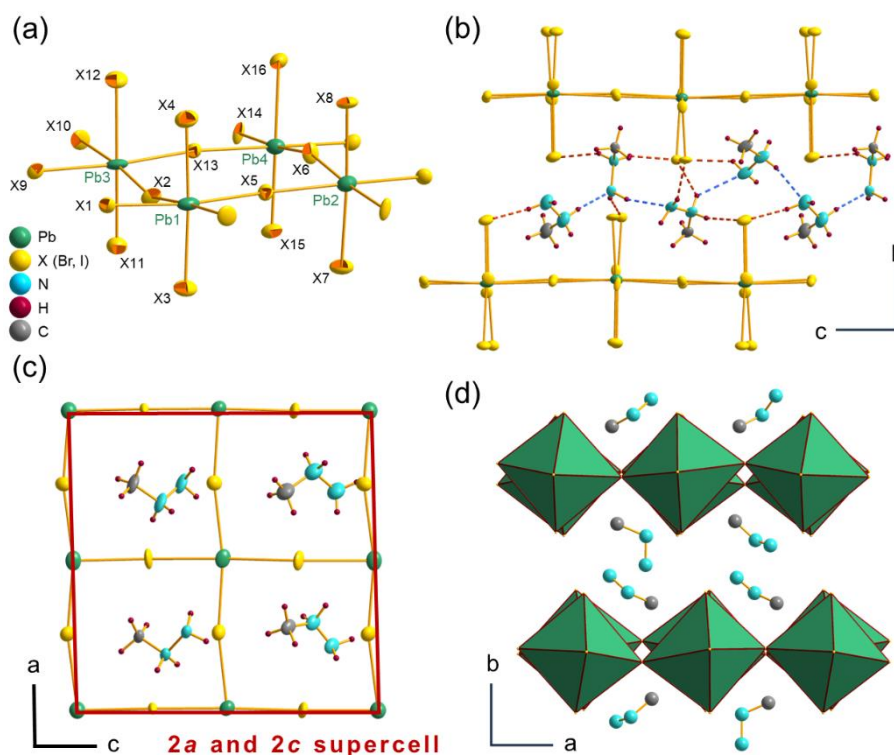 (a)
X12
X16
X4
X14
X8
X10
X13
Pb4
X6
Pb3
X9
X2
X5
Pb2
X1
Pb1
X11
X15
X7
X3
Pb
X (Br, I)
N
H
C
(b)
c
(c)
a
c
2a and 2c supercell
(d)
b
a